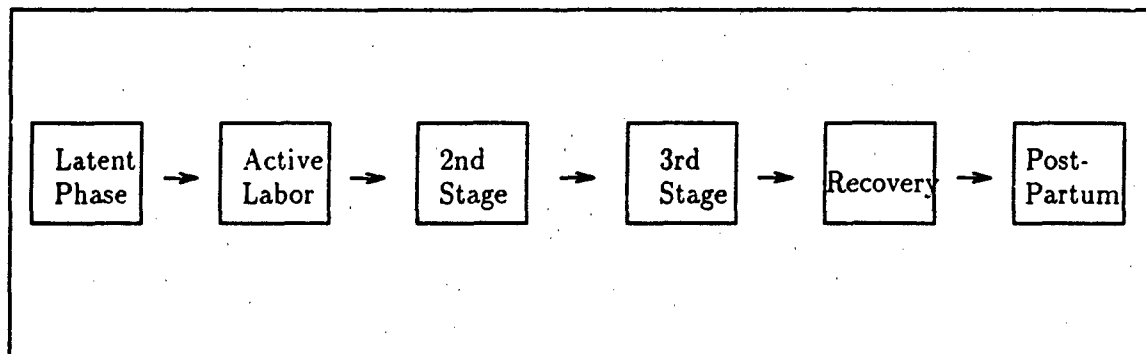 Latent
Phase
Active
Labor
2nd
Stage
3rd
Stage
Recovery
Post-
Partum